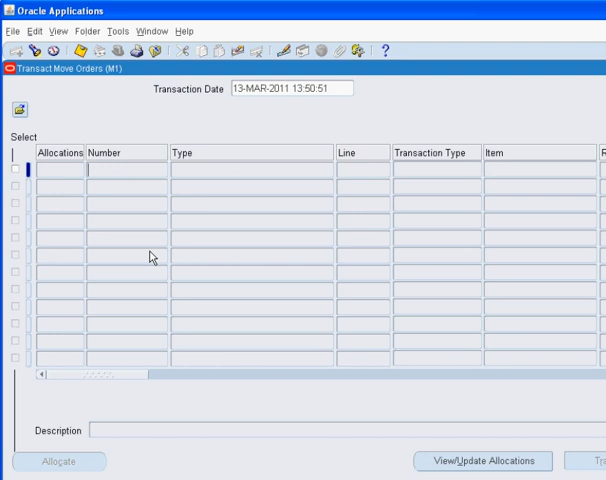 Oracle Applications
File Edit View Folder Tools Window Help
Transact Move Orders (M1)
Transaction Date 13-MAR-2011 13:50:51
Select
Allocations Number Type Line Transaction Type Item
Description
Allocate View/Update Allocations